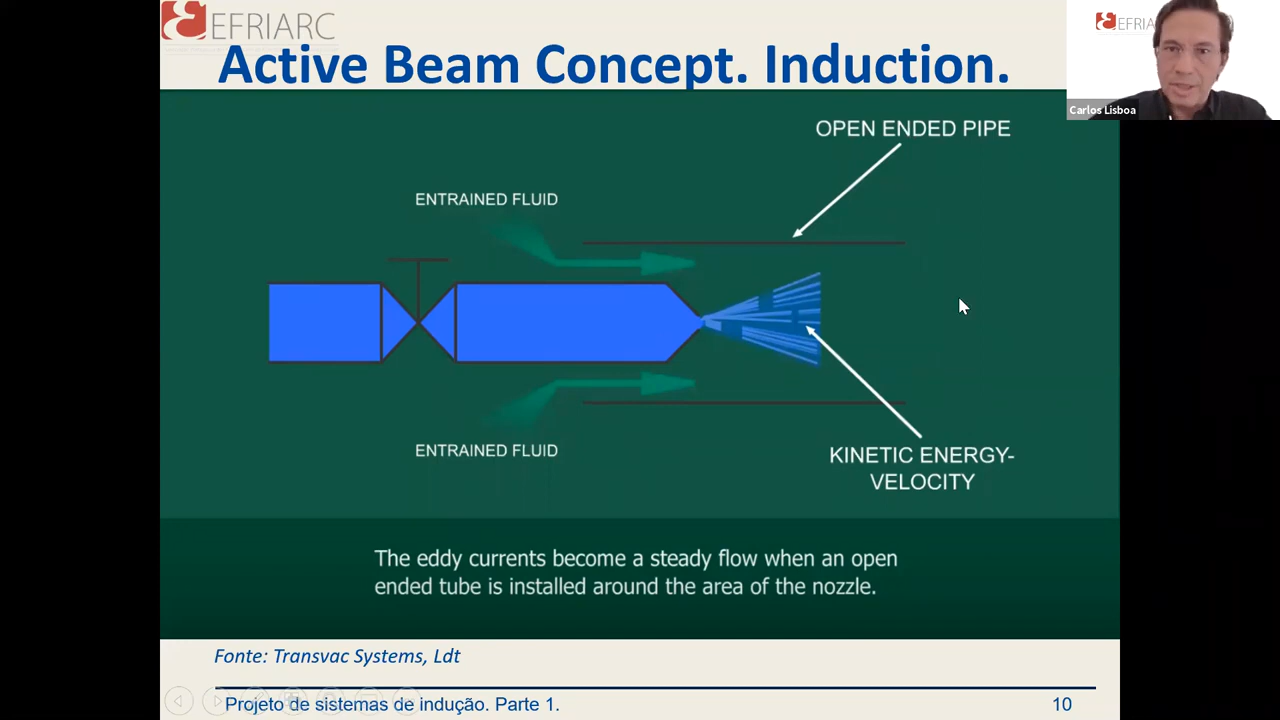 EFRIARC
Active Beam Concept. Induction.
EFRIA
Carlos Lisboa
OPEN ENDED PIPE
ENTRAINED FLUID
ENTRAINED FLUID
KINETIC ENERGY-
VELOCITY
The eddy currents become a steady flow when an open
ended tube is installed around the area of the nozzle.
Fonte: Transvac Systems, Ldt
Projeto de sistemas de indução. Parte 1.
10